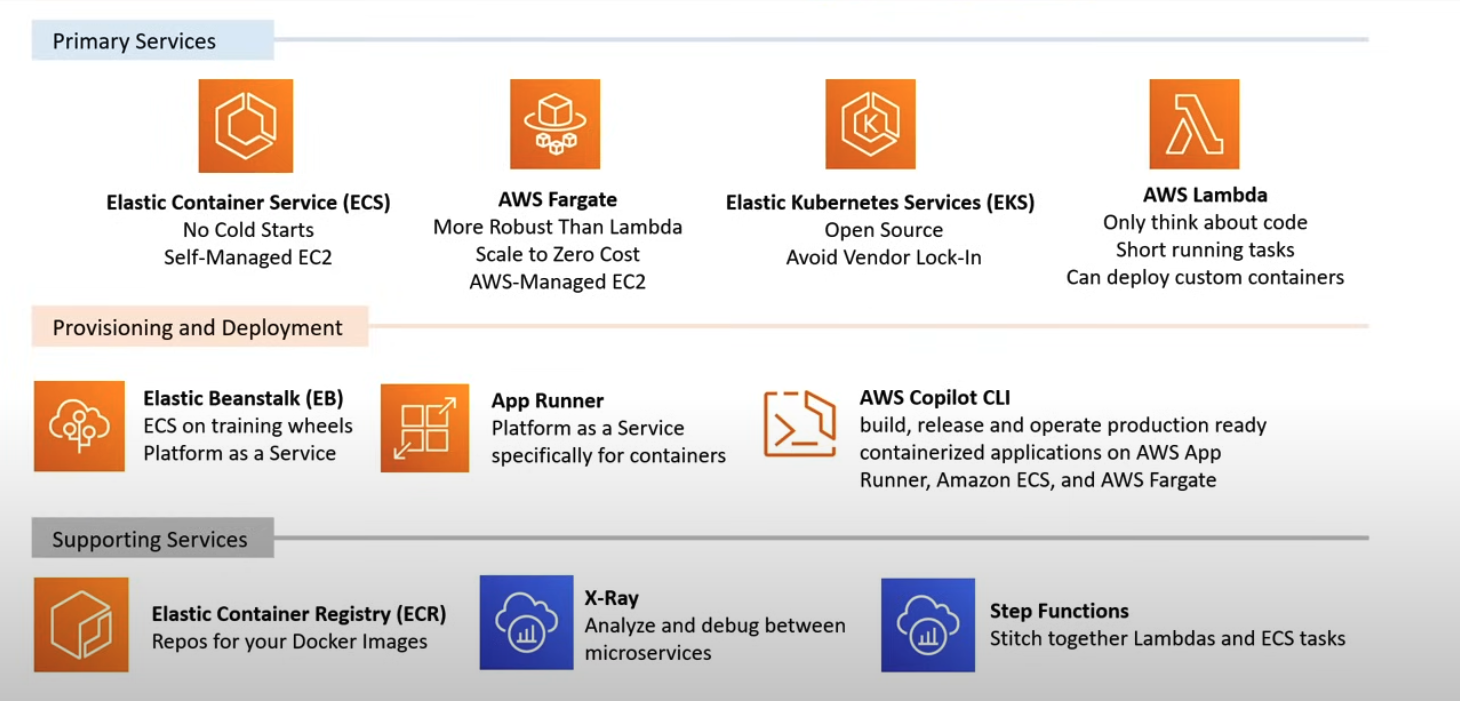 Primary Services
Elastic Container Service (ECS)
No Cold Starts
Self-Managed EC2
AWS Fargate
More Robust Than Lambda
Scale to Zero Cost
AWS-Managed EC2
K
Elastic Kubernetes Services (EKS)
Open Source
Avoid Vendor Lock-In
AWS Lambda
Only think about code
Short running tasks
Can deploy custom containers
Provisioning and Deployment
Elastic Beanstalk (EB)
ECS on training wheels
Platform as a Service
App Runner
Platform as a Service
specifically for containers
AWS Copilot CLI
build, release and operate production ready
containerized applications on AWS App
Runner, Amazon ECS, and AWS Fargate
Supporting Services
Elastic Container Registry (ECR)
Repos for your Docker Images
X-Ray
Analyze and debug between
microservices
Step Functions
Stitch together Lambdas and ECS tasks